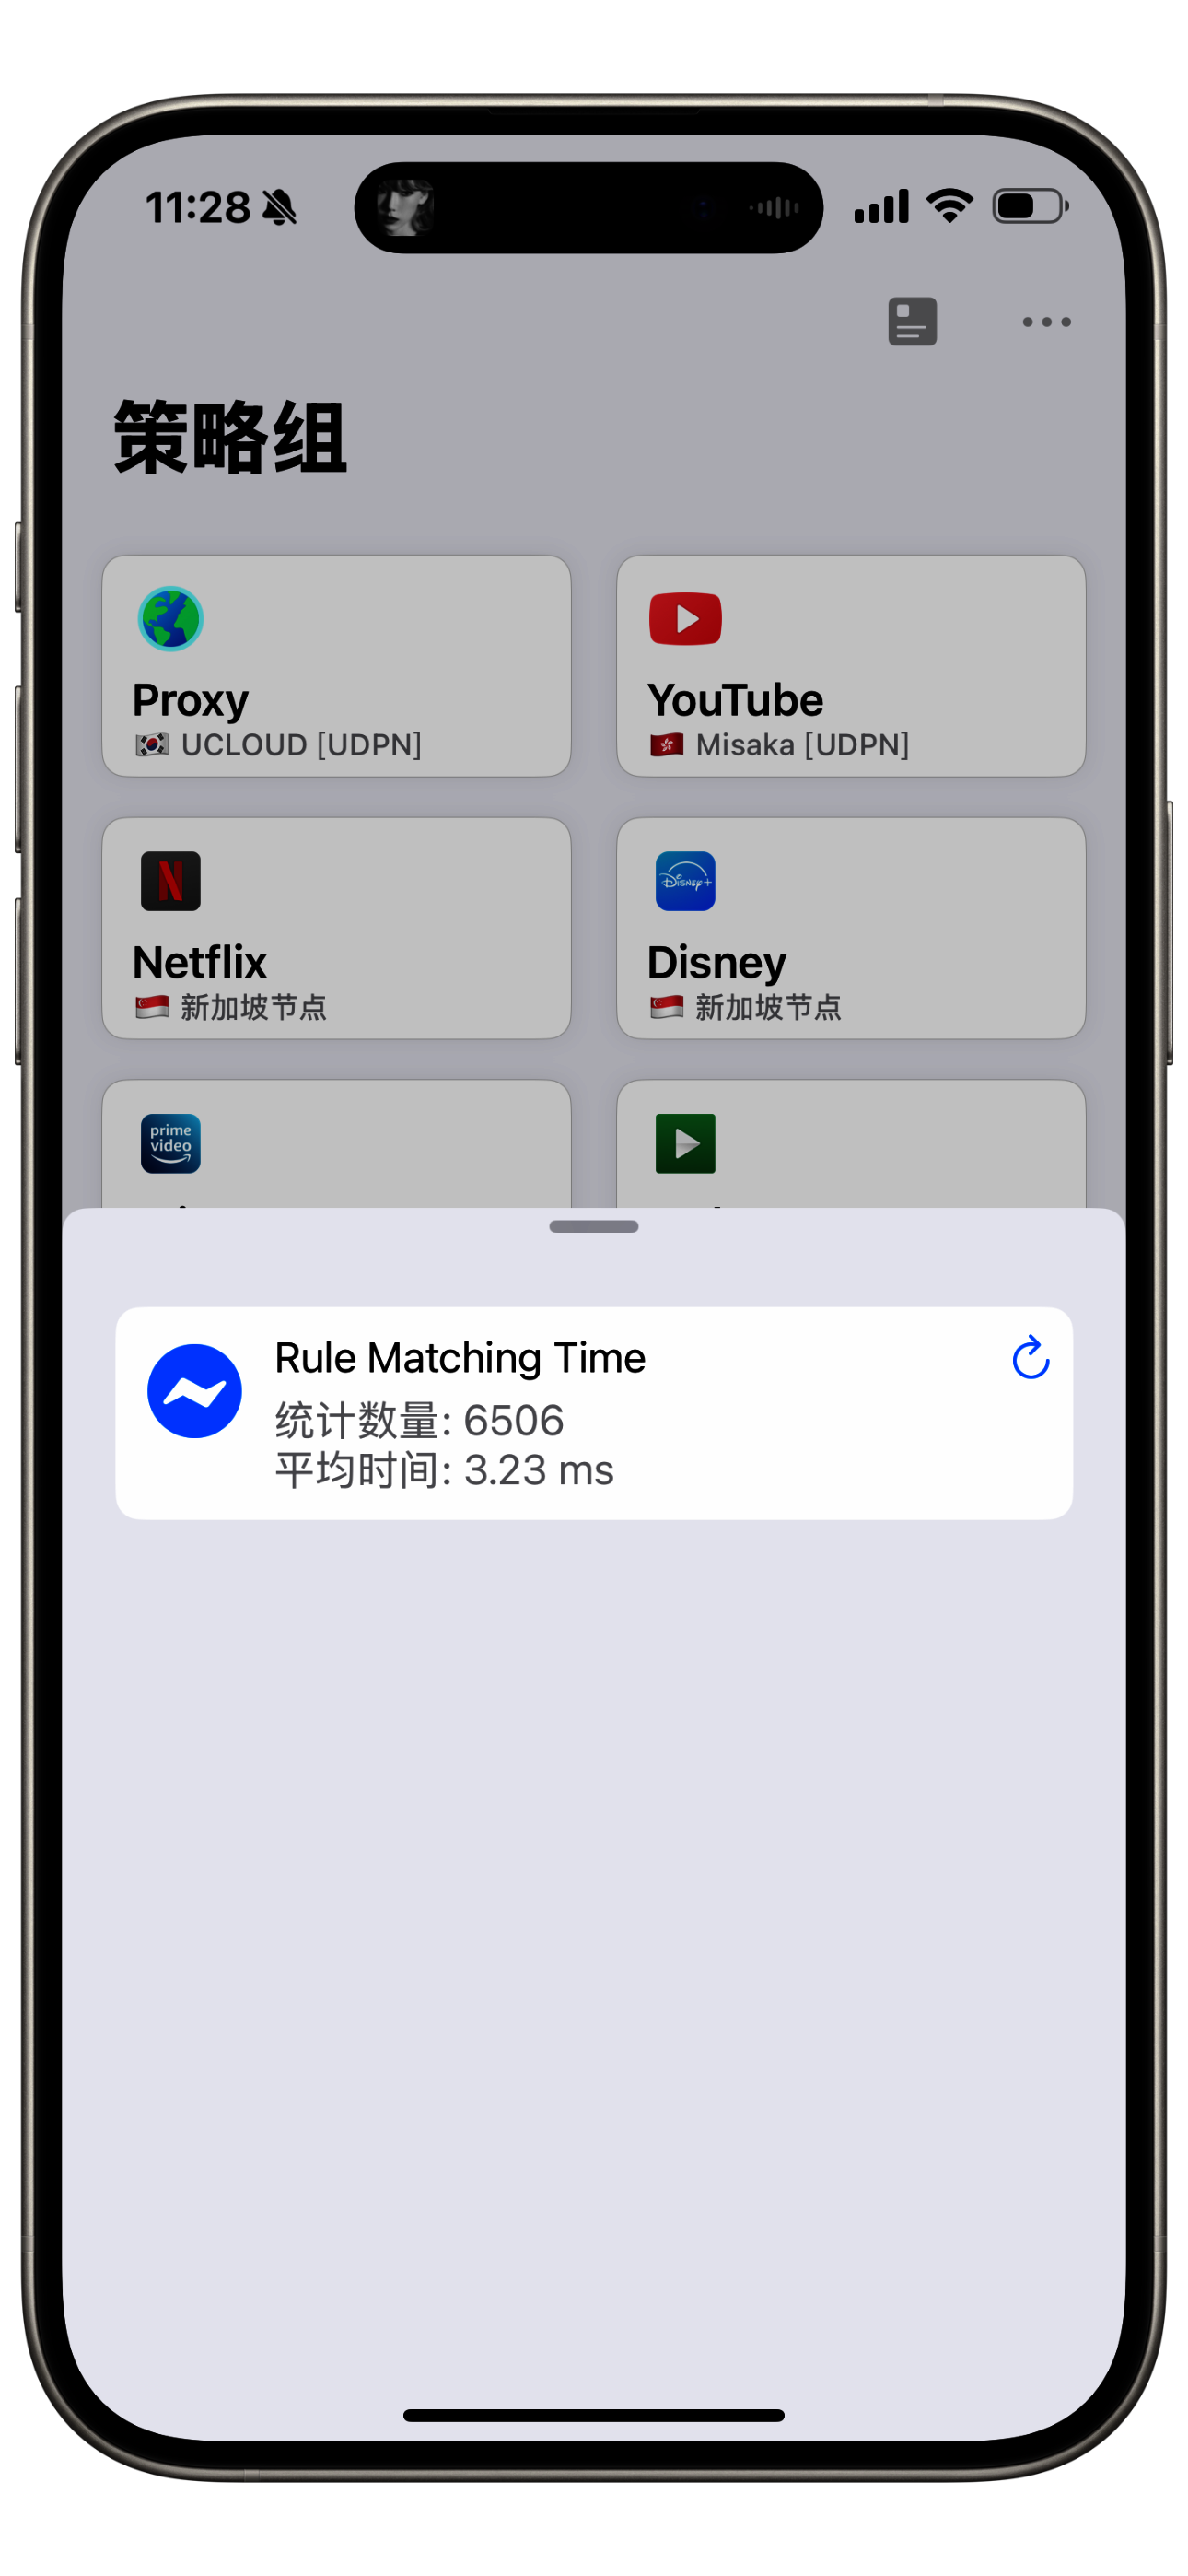 11:28
策略组
Proxy
🇰🇷 UCLOUD [UDPN]
YouTube
🇭🇰 Misaka [UDPN]
N
Netflix
🇸🇬 新加坡节点
Disney+
Disney
🇸🇬 新加坡节点
prime
video
Rule Matching Time
统计数量: 6506
平均时间: 3.23 ms